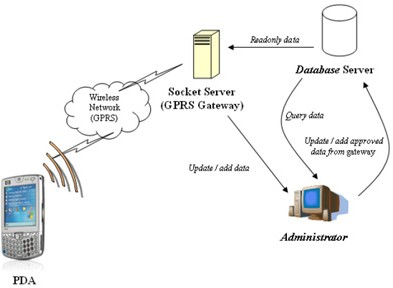 Readonly data
Database Server
Socket Server
(GPRS Gateway)
Wireless
Network
(GPRS)
Query data
Update / add approved
data from gateway
Update / add data
Administrator
PDA